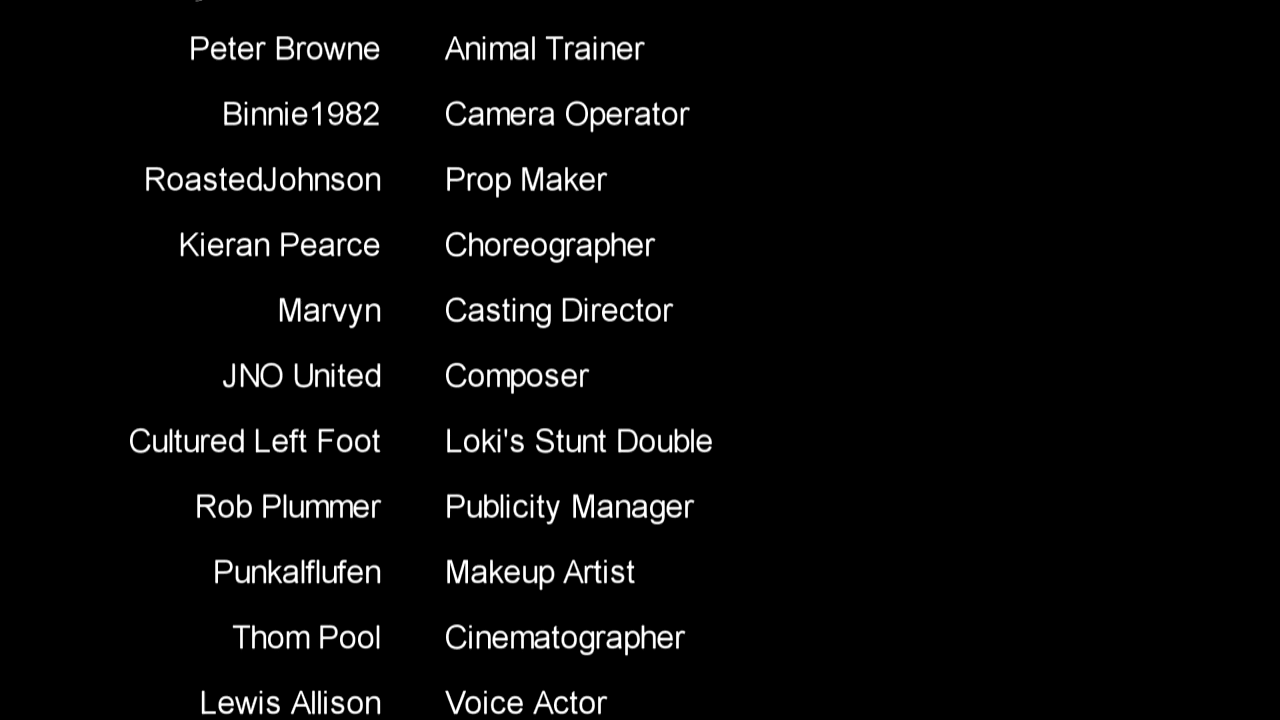 Peter Browne Animal Trainer
Binnie1982 Camera Operator
RoastedJohnson Prop Maker
Kieran Pearce Choreographer
Marvyn Casting Director
JNO United Composer
Cultured Left Foot Loki's Stunt Double
Rob Plummer Publicity Manager
Punkalflufen Makeup Artist
Thom Pool Cinematographer
Lewis Allison Voice Actor